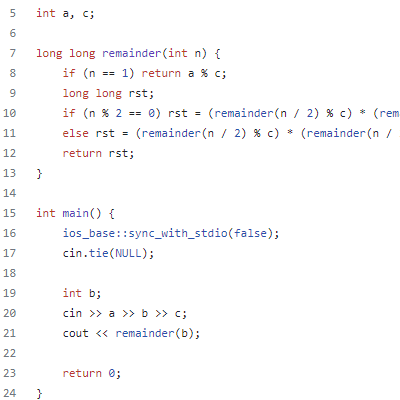 5 int a, c;
6
7 long long remainder(int n) {
8 if (n == 1) return a % c;
9 long long rst;
10 if (n % 2 == 0) rst = (remainder(n / 2) % c) * (rem
11 else rst = (remainder(n / 2) % c) * (remainder(n /
12 return rst;
13 }
14
15 int main() {
16 ios_base::sync_with_stdio(false);
17 cin.tie(NULL);
18
19 int b;
20 cin >> a >> b >> c;
21 cout << remainder(b);
22
23 return 0;
24 }